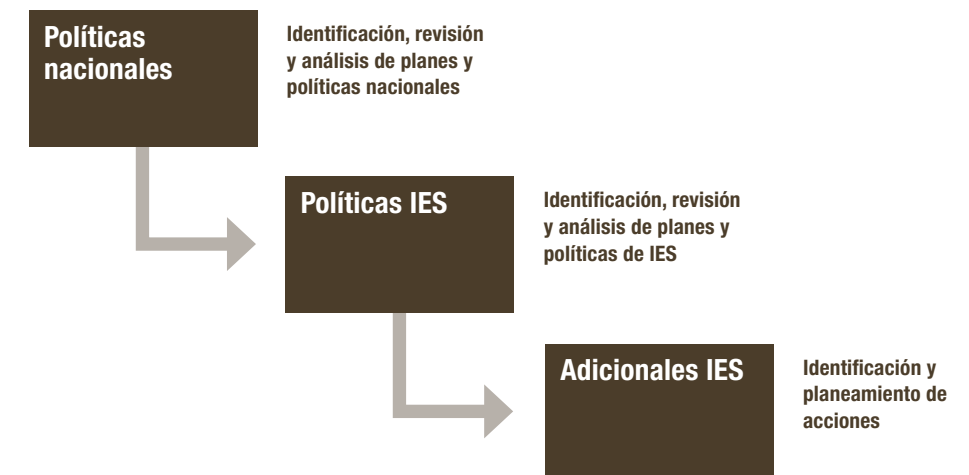 Políticas
nacionales
Identificación, revisión
y análisis de planes y
políticas nacionales
Políticas IES
Identificación, revisión
y análisis de planes y
políticas de IES
Adicionales IES
Identificación y
planeamiento de
acciones